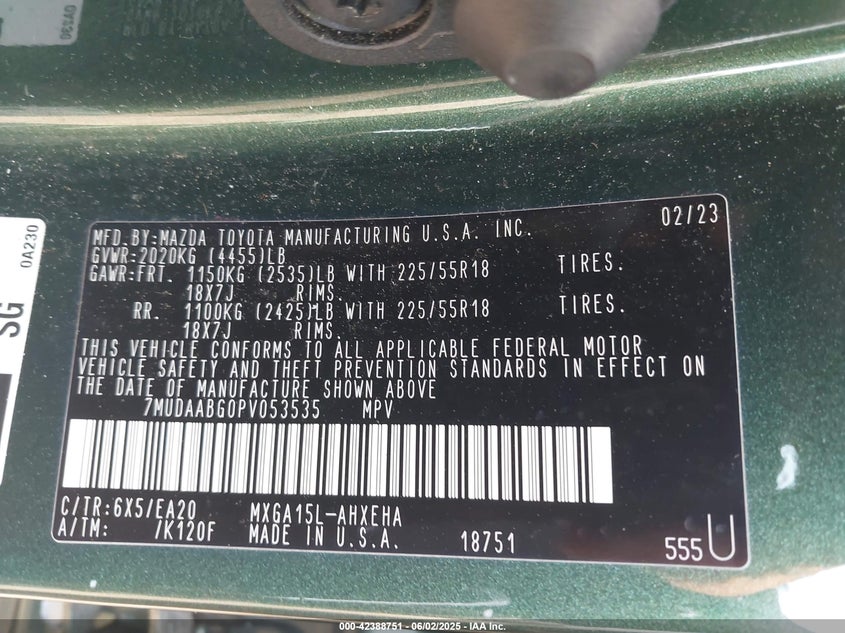 0A230
SG
02/23
MFD.BY:MAZDA TOYOTA MANUFACTURING U.S.A. INC.
GVWR:2020KG (4455)LB
GAWR:FRT. 1150KG (2535)LB WITH 225/55R18 TIRES.
18X7J RIMS.
RR. 1100KG (2425)LB WITH 225/55R18 TIRES.
18X7J RIMS.
THIS VEHICLE CONFORMS TO ALL APPLICABLE FEDERAL MOTOR
VEHICLE SAFETY AND THEFT PREVENTION STANDARDS IN EFFECT ON
THE DATE OF MANUFACTURE SHOWN ABOVE
7MUDAABG0PV053535 MPV
C/TR:6X5/EA20 MXGA15L-AHXEHA
A/TM: /K120F MADE IN U.S.A. 18751
555 U
000-42388751 | 06/02/2025 - IAA Inc.